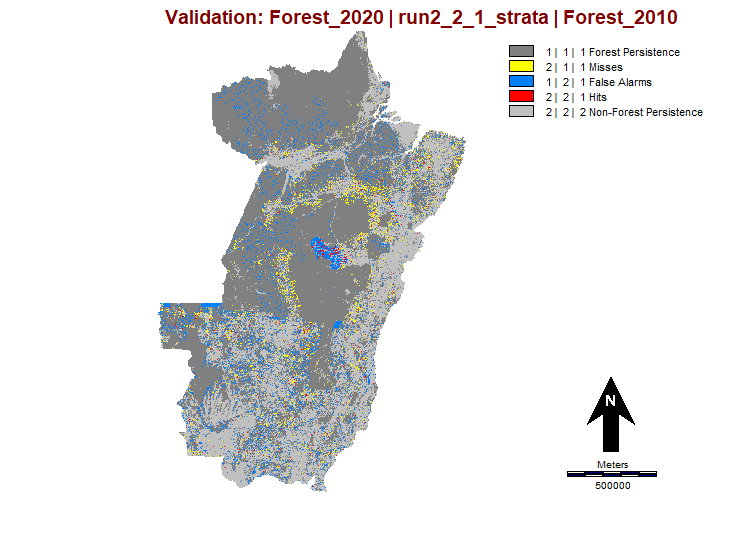 Validation: Forest_2020 | run2_2_1_strata | Forest_2010
1 | 1 | 1 Forest Persistence
2 | 1 | 1 Misses
1 | 2 | 1 False Alarms
2 | 2 | 1 Hits
2 | 2 | 2 Non-Forest Persistence
N
Meters
500000